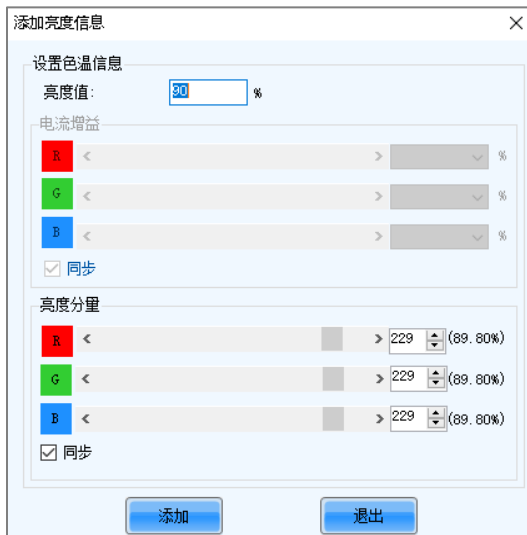 添加亮度信息
设置色温信息
亮度值: 90 %
电流增益
R %
G %
B %
同步
亮度分量
R 229 (89.80%)
G 229 (89.80%)
B 229 (89.80%)
同步
添加 退出